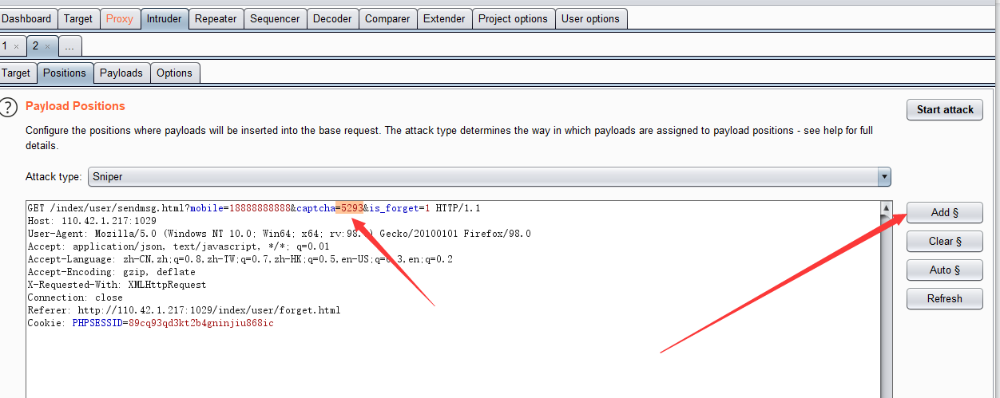 Dashboard Target Proxy Intruder Repeater Sequencer Decoder Comparer Extender Project options User options
1 × 2 × ...
Target Positions Payloads Options
? Payload Positions
Start attack
Configure the positions where payloads will be inserted into the base request. The attack type determines the way in which payloads are assigned to payload positions - see help for full
details.
Attack type: Sniper
GET /index/user/sendmsg.html?mobile=18888888888&captcha=5293&is_forget=1 HTTP/1.1
Add §
Host: 110.42.1.217:1029
User-Agent: Mozilla/5.0 (Windows NT 10.0; Win64; x64; rv:98. ) Gecko/20100101 Firefox/98.0
Accept: application/json, text/javascript, */*; q=0.01
Clear §
Accept-Language: zh-CN,zh;q=0.8,zh-TW;q=0.7,zh-HK;q=0.5,en-US;q= .3,en;q=0.2
Accept-Encoding: gzip, deflate
Auto §
X-Requested-With: XMLHttpRequest
Connection: close
Refresh
Referer: http://110.42.1.217:1029/index/user/forget.html
Cookie: PHPSESSID=89cq93qd3kt2b4gninjiu868ic